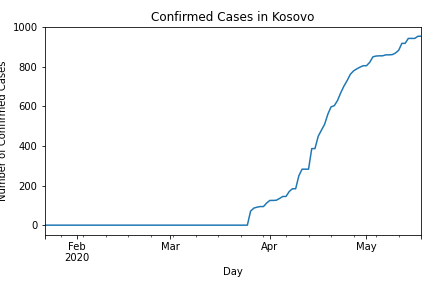 Confirmed Cases in Kosovo
Number of Confirmed Cases
1000
800
600
400
200
0
Feb
2020
Mar
Apr
May
Day